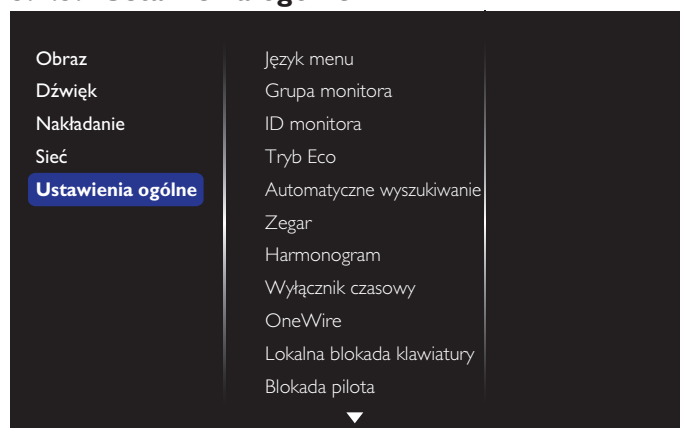 Obraz
Dźwięk
Nakładanie
Sieć
Ustawienia ogólne
Język menu
Grupa monitora
ID monitora
Tryb Eco
Automatyczne wyszukiwanie
Zegar
Harmonogram
Wyłącznik czasowy
OneWire
Lokalna blokada klawiatury
Blokada pilota